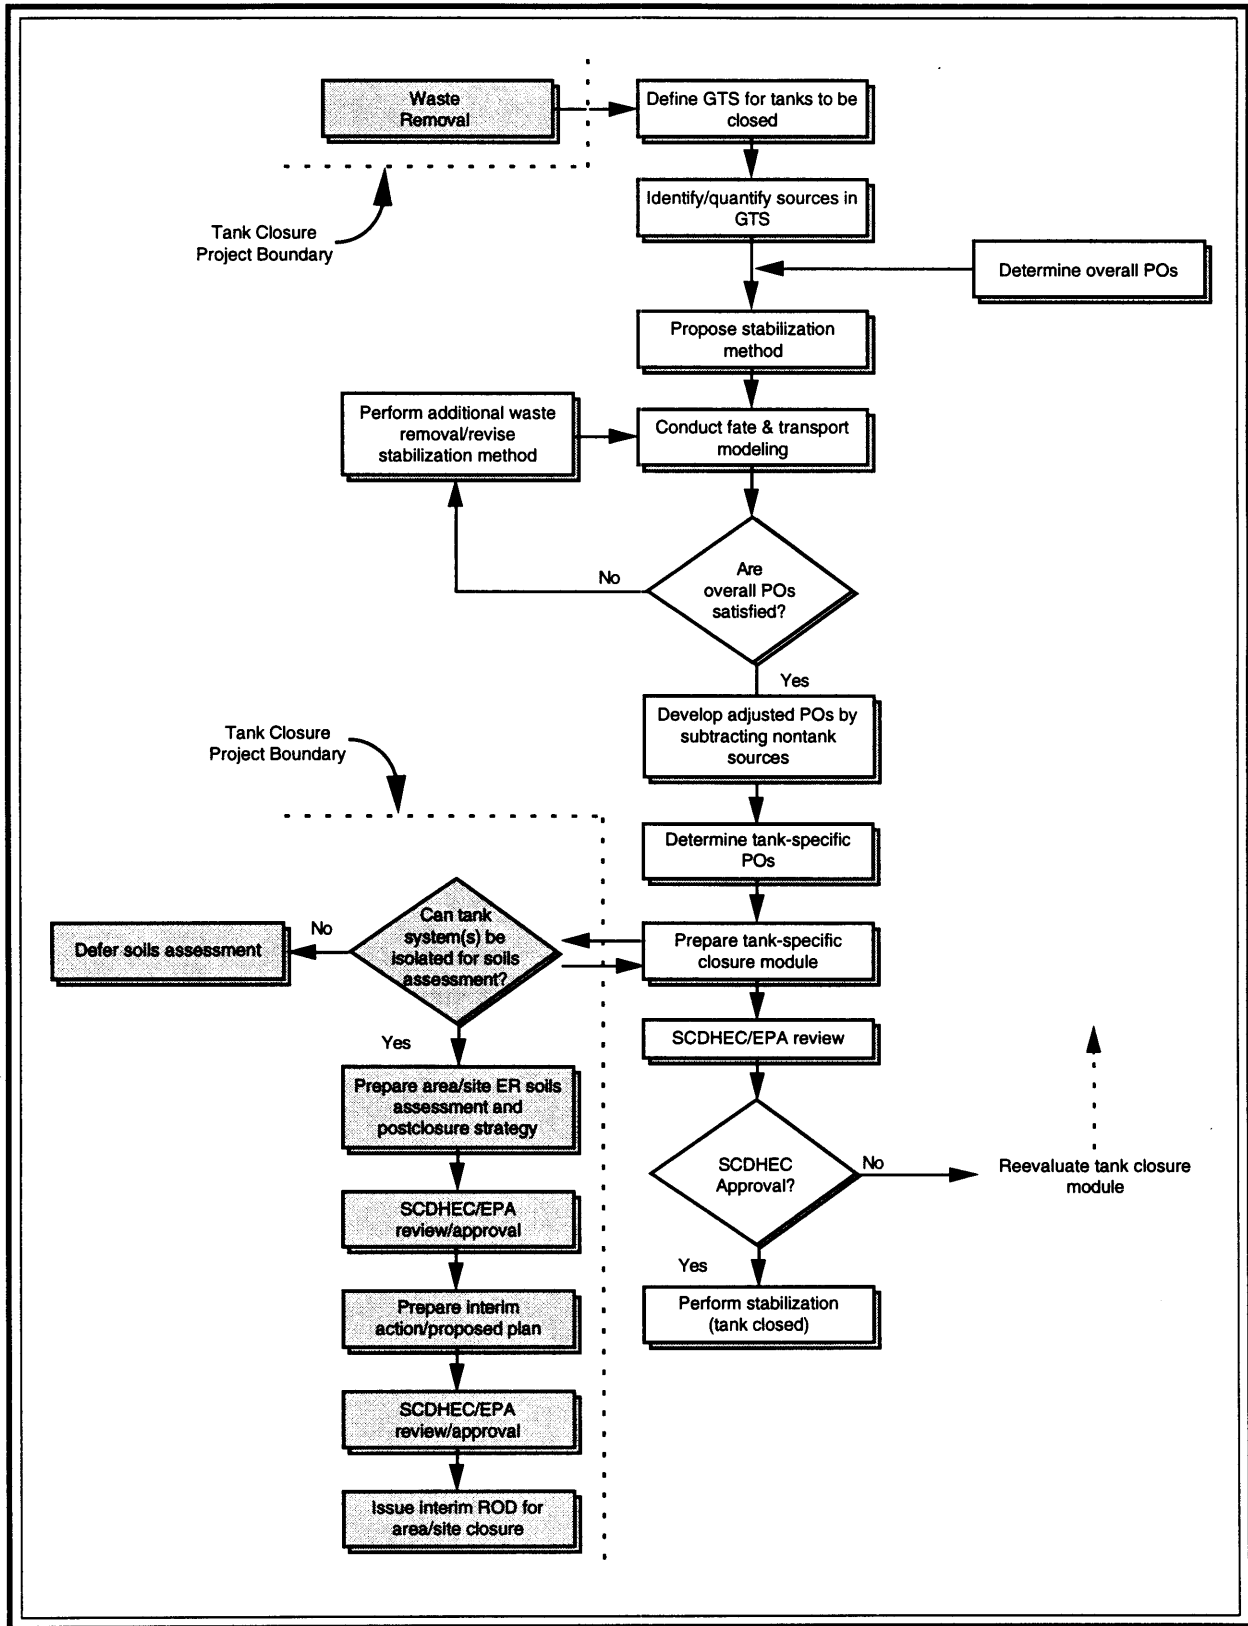 Waste
Removal
Define GTS for tanks to be
closed
Identify/quantify sources in
GTS
Tank Closure
Project Boundary
Determine overall POs
Propose stabilization
method
Perform additional waste
removal/revise
stabilization method
Conduct fate & transport
modeling
No
Are
overall POs
satisfied?
Yes
Develop adjusted POs by
subtracting nontank
sources
Tank Closure
Project Boundary
Determine tank-specific
POs
Defer soils assessment
No
Can tank
system(s) be
isolated for soils
assessment?
Prepare tank-specific
closure module
Yes
SCDHEC/EPA review
Prepare area/site ER soils
assessment and
postclosure strategy
SCDHEC
Approval?
No
Reevaluate tank closure
module
SCDHEC/EPA
review/approval
Yes
Perform stabilization
(tank closed)
Prepare interim
action/proposed plan
SCDHEC/EPA
review/approval
Issue interim ROD for
area/site closure